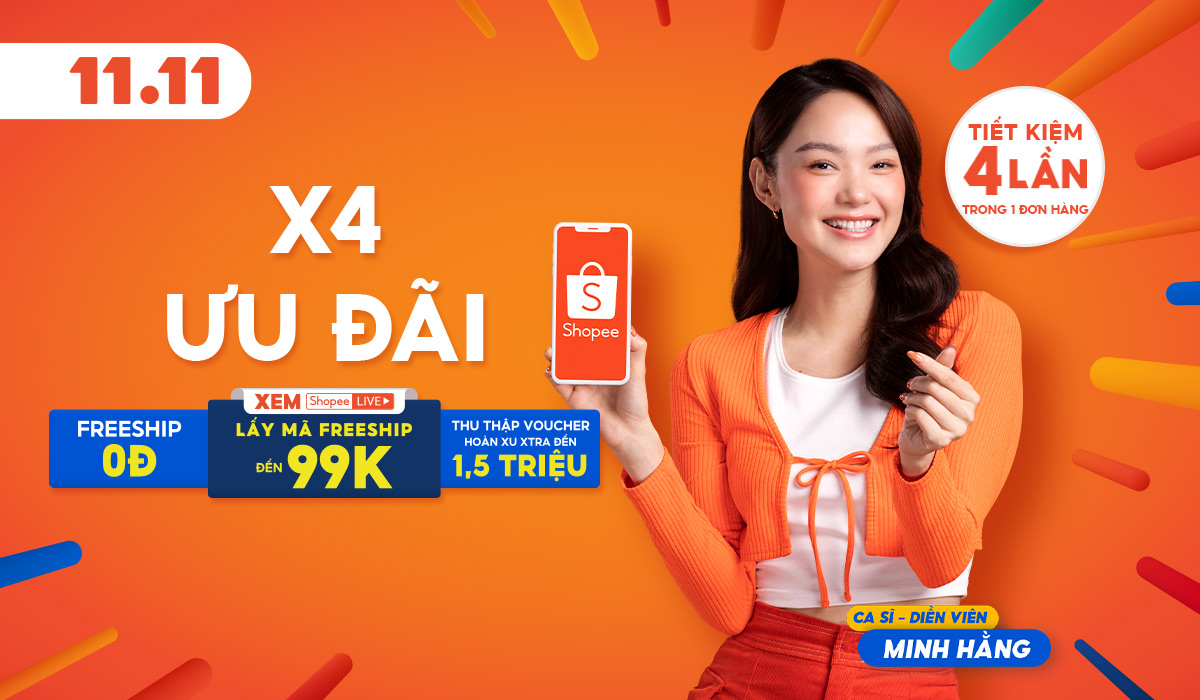 11.11
X4
ƯU ĐÃI
FREESHIP
0Đ
XEM Shopee LIVE
LẤY MÃ FREESHIP
ĐẾN 99K
THU THẬP VOUCHER
HOÀN XU XTRA ĐẾN
1,5 TRIỆU
S
Shopee
TIẾT KIỆM
4 LẦN
TRONG 1 ĐƠN HÀNG
CA SĨ - DIỄN VIÊN
MINH HẰNG